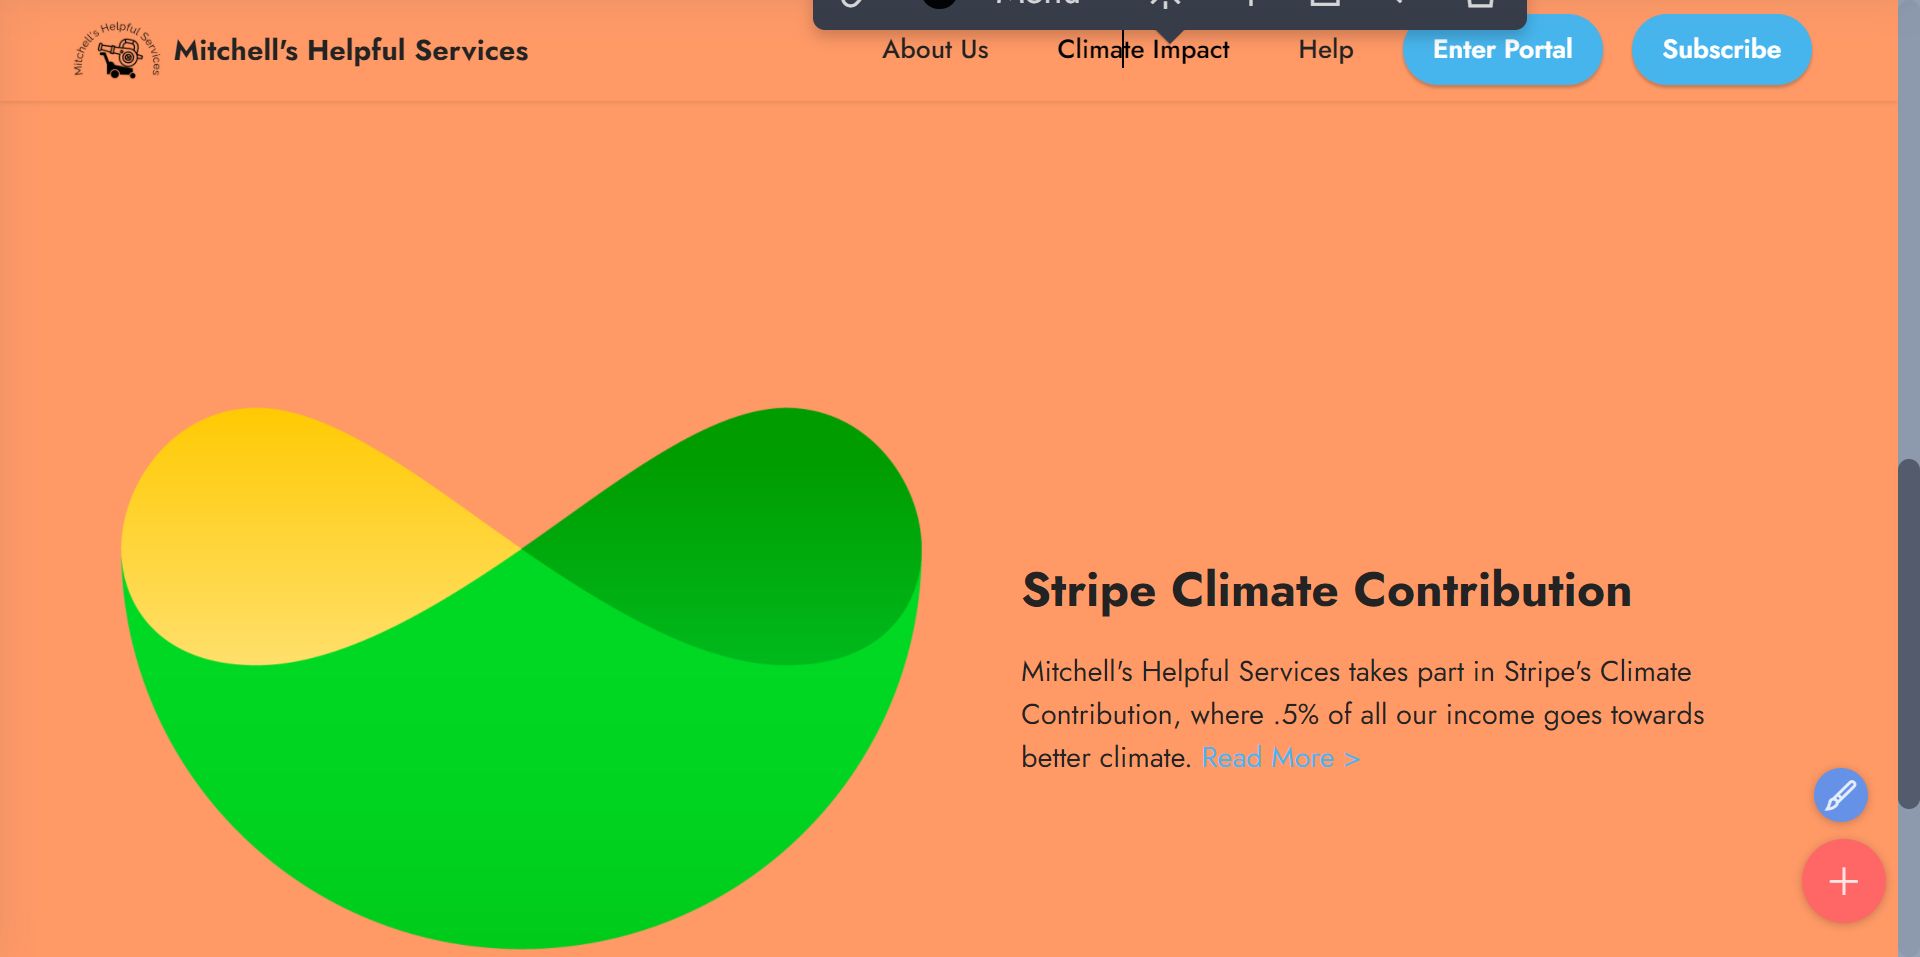 Menu
Mitchell's Helpful Services
Mitchell's Helpful Services
About Us
Climate Impact
Help
Enter Portal
Subscribe
Stripe Climate Contribution
Mitchell's Helpful Services takes part in Stripe's Climate
Contribution, where .5% of all our income goes towards
better climate. Read More >